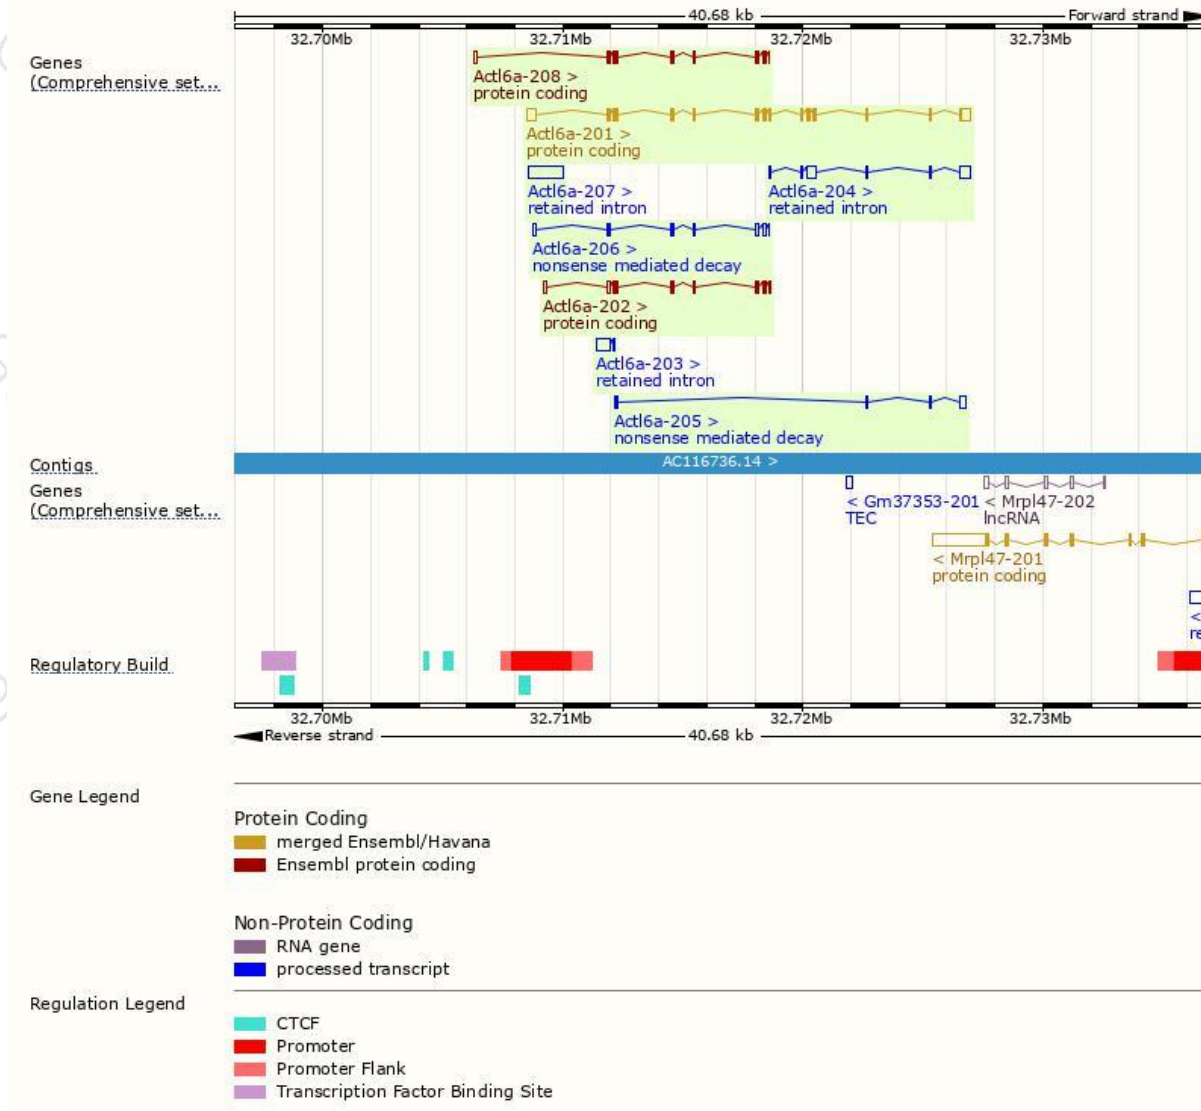 40.68 kb Forward strand
32.70Mb 32.71Mb 32.72Mb 32.73Mb
Genes
(Comprehensive set...
Actl6a-208 >
protein coding
Actl6a-201 >
protein coding
Actl6a-207 > Actl6a-204 >
retained intron retained intron
Actl6a-206 >
nonsense mediated decay
Actl6a-202 >
protein coding
Actl6a-203 >
retained intron
Actl6a-205 >
nonsense mediated decay
Contigs AC116736.14 >
Genes
(Comprehensive set...
< Gm37353-201 < Mrpl47-202
TEC lncRNA
< Mrpl47-201
protein coding
<
re
Regulatory Build
32.70Mb 32.71Mb 32.72Mb 32.73Mb
Reverse strand 40.68 kb
Gene Legend
Protein Coding
merged Ensembl/Havana
Ensembl protein coding
Non-Protein Coding
RNA gene
processed transcript
Regulation Legend
CTCF
Promoter
Promoter Flank
Transcription Factor Binding Site